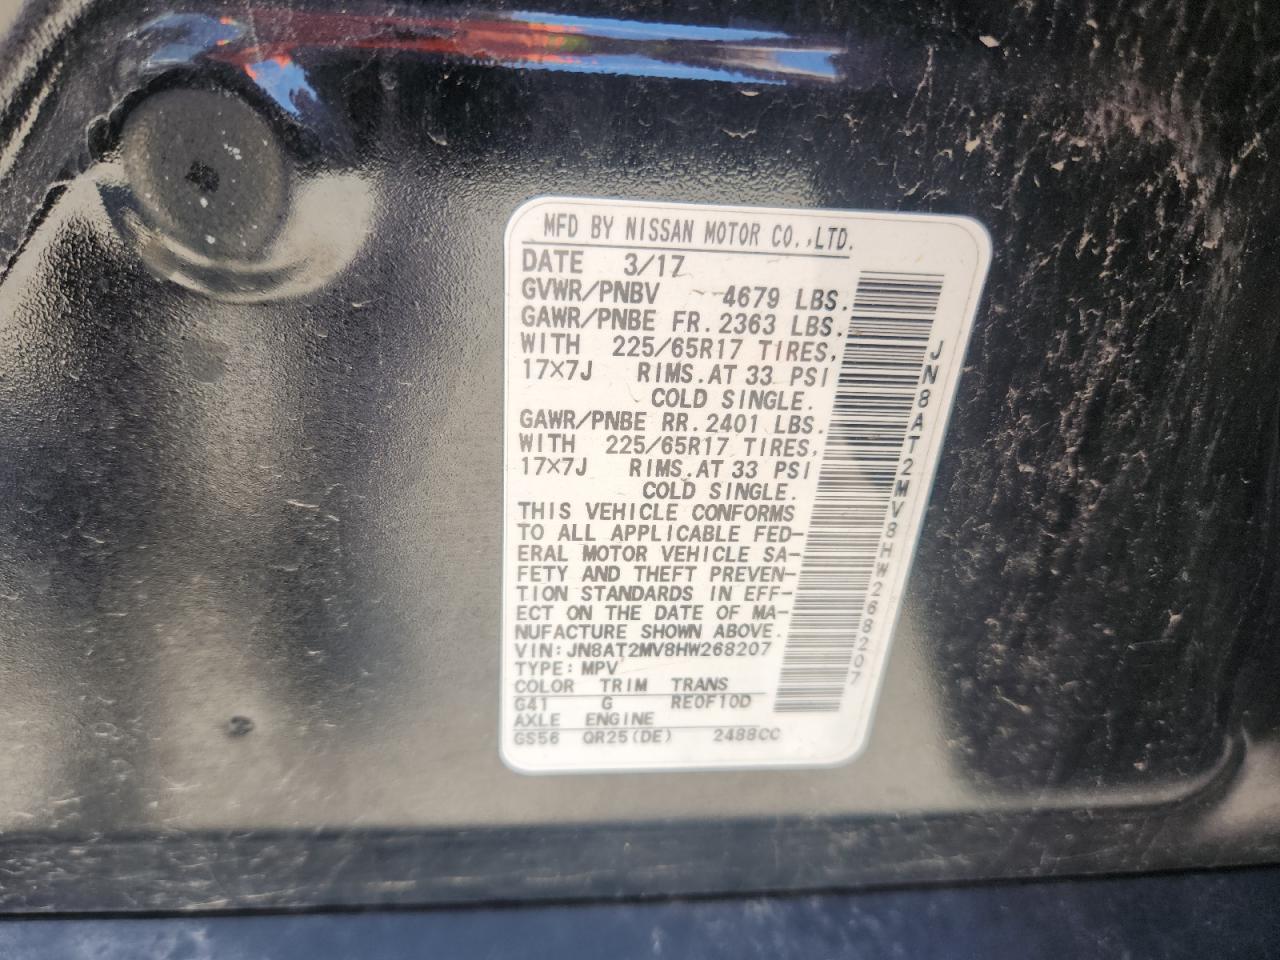 MFD BY NISSAN MOTOR CO.,LTD.
DATE 3/17
GVWR/PNBV 4679 LBS.
GAWR/PNBE FR. 2363 LBS.
WITH 225/65R17 TIRES,
17×7J RIMS.AT 33 PSI
COLD SINGLE.
GAWR/PNBE RR. 2401 LBS.
WITH 225/65R17 TIRES,
17×7J RIMS.AT 33 PSI
COLD SINGLE.
THIS VEHICLE CONFORMS
TO ALL APPLICABLE FED-
ERAL MOTOR VEHICLE SA-
FETY AND THEFT PREVEN-
TION STANDARDS IN EFF-
ECT ON THE DATE OF MA-
NUFACTURE SHOWN ABOVE.
VIN:JN8AT2MV8HW268207
TYPE:MPV
COLOR TRIM TRANS
G41 G RE0F10D
AXLE ENGINE
GS56 QR25(DE) 2488CC
JN8AT2MV8HW268207